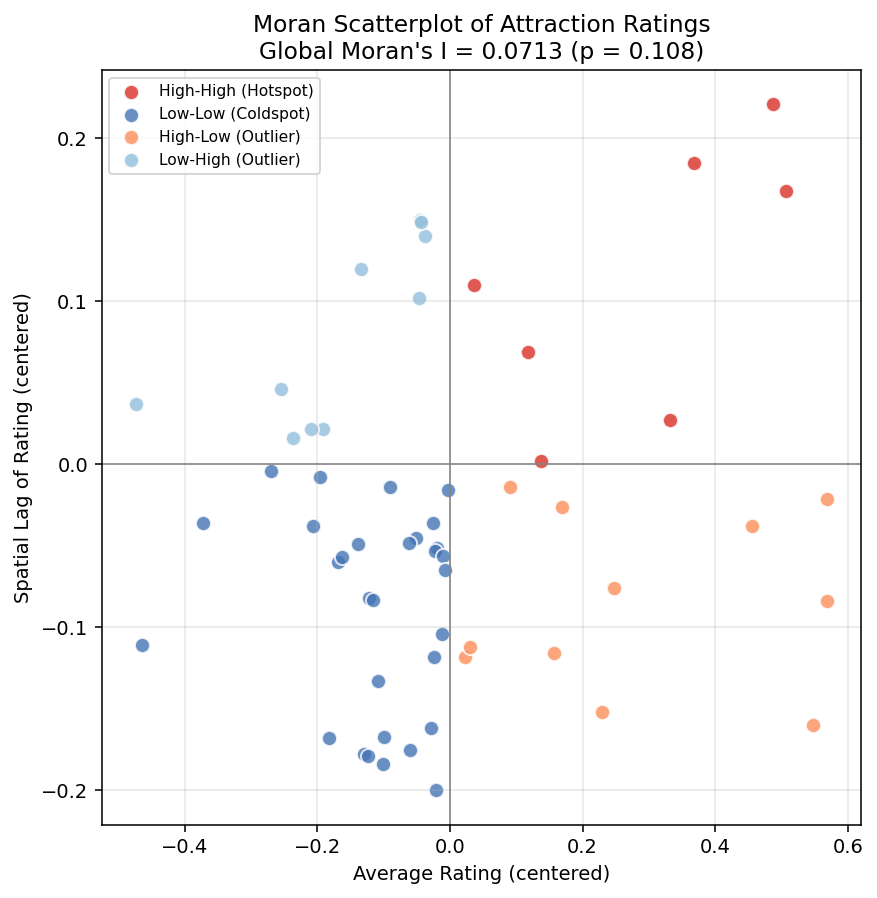 Moran Scatterplot of Attraction Ratings
Global Moran's I = 0.0713 (p = 0.108)
High-High (Hotspot)
Low-Low (Coldspot)
High-Low (Outlier)
Low-High (Outlier)
Spatial Lag of Rating (centered)
0.2
0.1
0.0
−0.1
−0.2
−0.4
−0.2
0.0
0.2
0.4
0.6
Average Rating (centered)